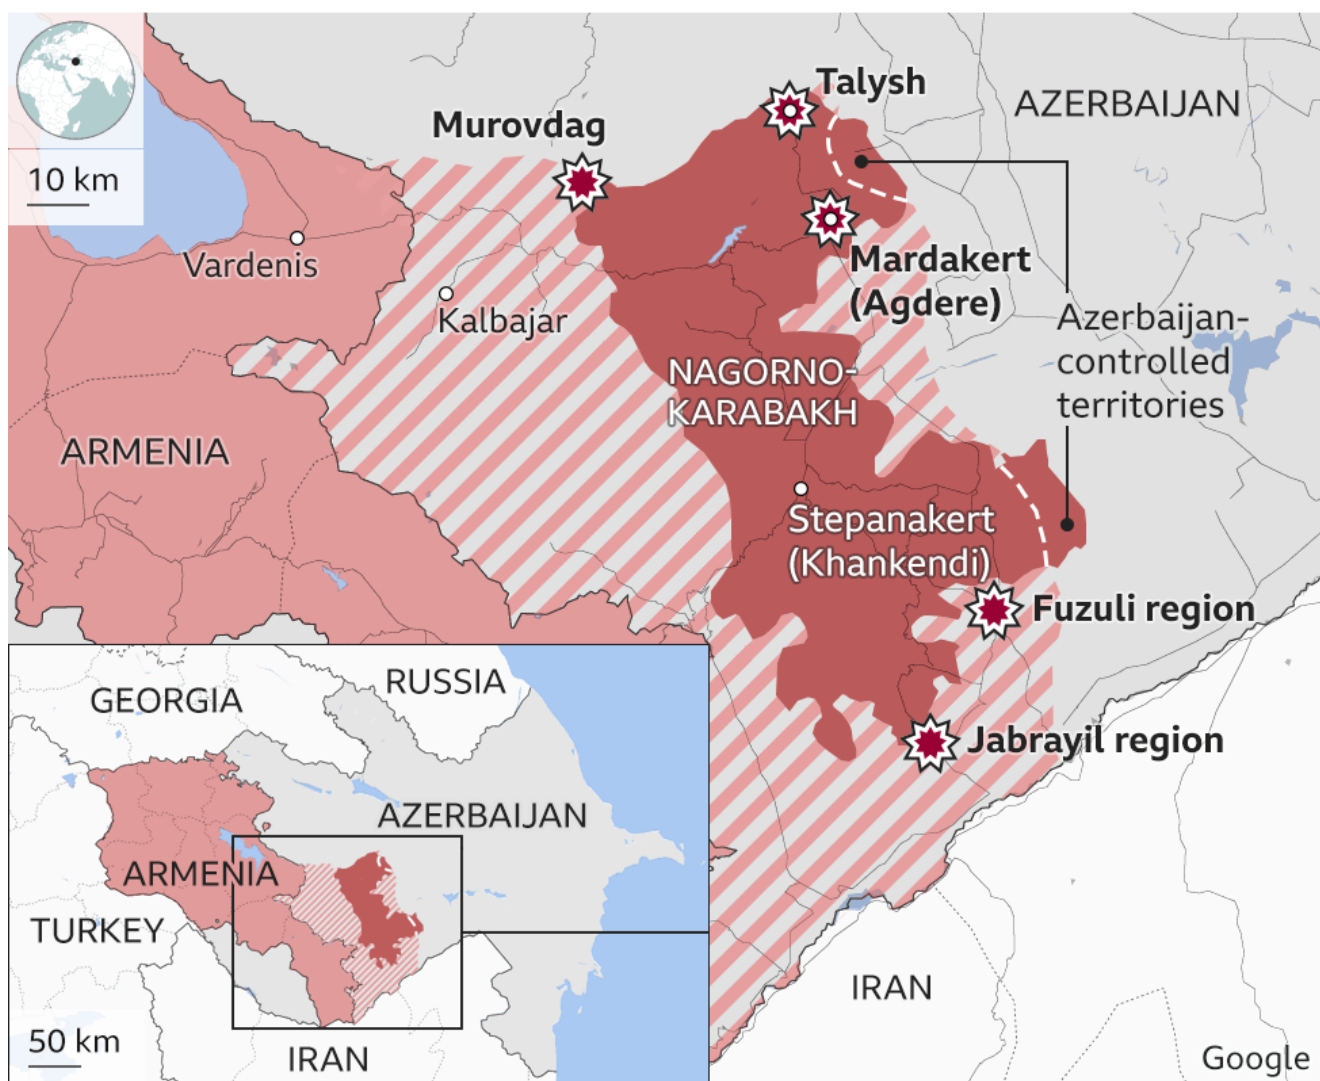 Talysh
AZERBAIJAN
Murovdag
10 km
Vardenis
Mardakert
(Agdere)
Kalbajar
Azerbaijan-
controlled
territories
NAGORNO-
KARABAKH
ARMENIA
Stepanakert
(Khankendi)
Fuzuli region
Jabrayil region
IRAN
Google
RUSSIA
GEORGIA
AZERBAIJAN
ARMENIA
TURKEY
IRAN
50 km